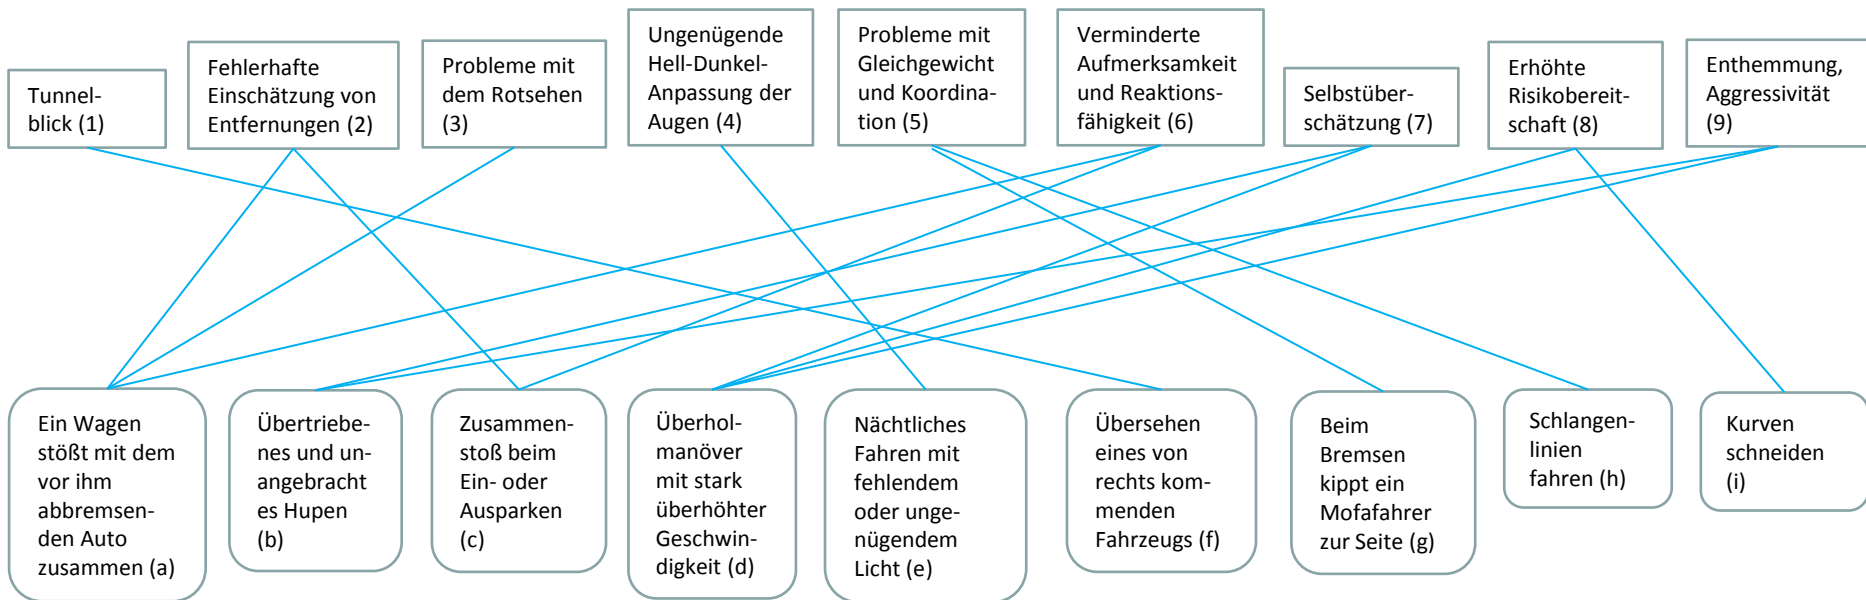 Tunnel-
blick (1)
Fehlerhafte
Einschätzung von
Entfernungen (2)
Probleme mit
dem Rotsehen
(3)
Ungenügende
Hell-Dunkel-
Anpassung der
Augen (4)
Probleme mit
Gleichgewicht
und Koordina-
tion (5)
Verminderte
Aufmerksamkeit
und Reaktions-
fähigkeit (6)
Selbstüber-
schätzung (7)
Erhöhte
Risikobereit-
schaft (8)
Enthemmung,
Aggressivität
(9)
Ein Wagen
stößt mit dem
vor ihm
abbremsen-
den Auto
zusammen (a)
Übertriebe-
nes und un-
angebracht
es Hupen
(b)
Zusammen-
stoß beim
Ein- oder
Ausparken
(c)
Überhol-
manöver
mit stark
überhöhter
Geschwin-
digkeit (d)
Nächtliches
Fahren mit
fehlendem
oder unge-
nügendem
Licht (e)
Übersehen
eines von
rechts kom-
menden
Fahrzeugs (f)
Beim
Bremsen
kippt ein
Mofafahrer
zur Seite (g)
Schlangen-
linien
fahren (h)
Kurven
schneiden
(i)